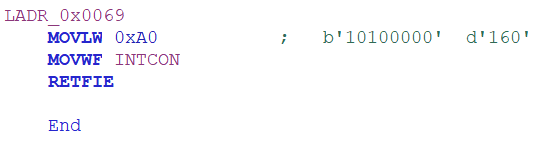 LADR_0x0069
MOVLW 0xA0 ; b'10100000' d'160'
MOVWF INTCON
RETFIE
End